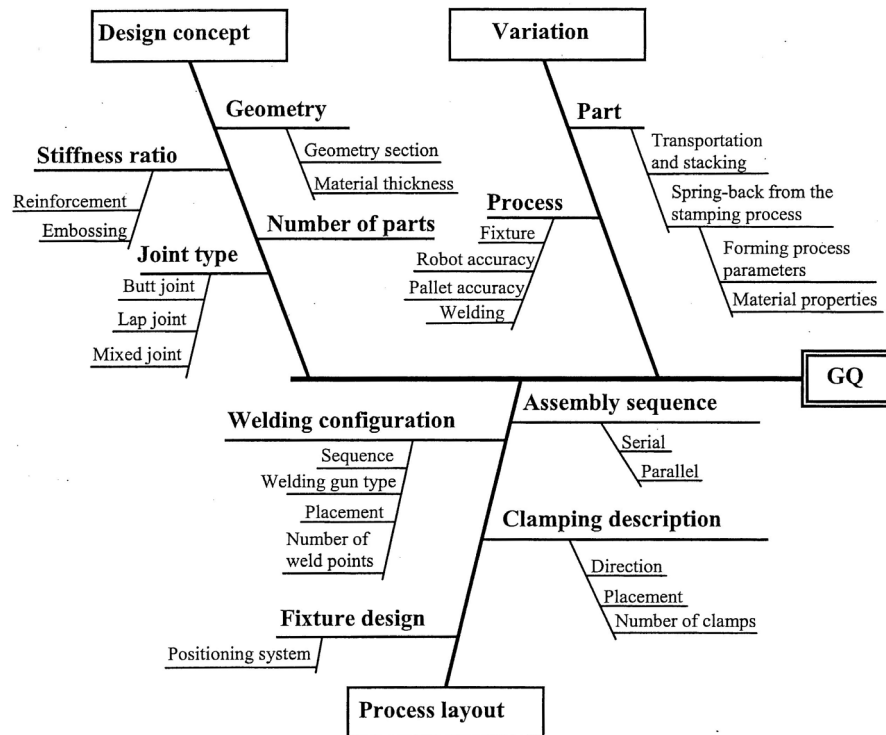 Design concept
Variation
Geometry
Geometry section
Material thickness
Stiffness ratio
Reinforcement
Embossing
Number of parts
Joint type
Butt joint
Lap joint
Mixed joint
Part
Transportation
and stacking
Spring-back from the
stamping process
Forming process
parameters
Material properties
Process
Fixture
Robot accuracy
Pallet accuracy
Welding
GQ
Assembly sequence
Serial
Parallel
Welding configuration
Sequence
Welding gun type
Placement
Number of
weld points
Clamping description
Direction
Placement
Number of clamps
Fixture design
Positioning system
Process layout